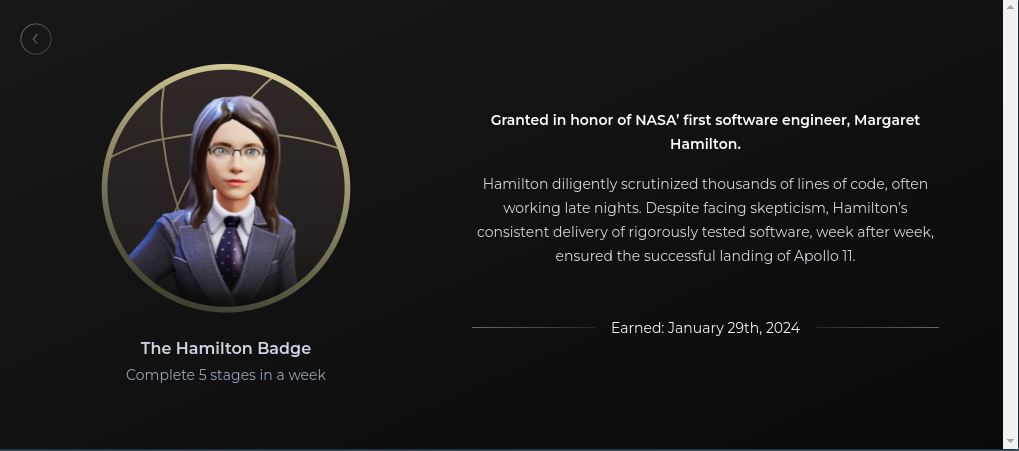 Granted in honor of NASA’ first software engineer, Margaret
Hamilton.
Hamilton diligently scrutinized thousands of lines of code, often
working late nights. Despite facing skepticism, Hamilton's
consistent delivery of rigorously tested software, week after week,
ensured the successful landing of Apollo 11.
Earned: January 29th, 2024
The Hamilton Badge
Complete 5 stages in a week